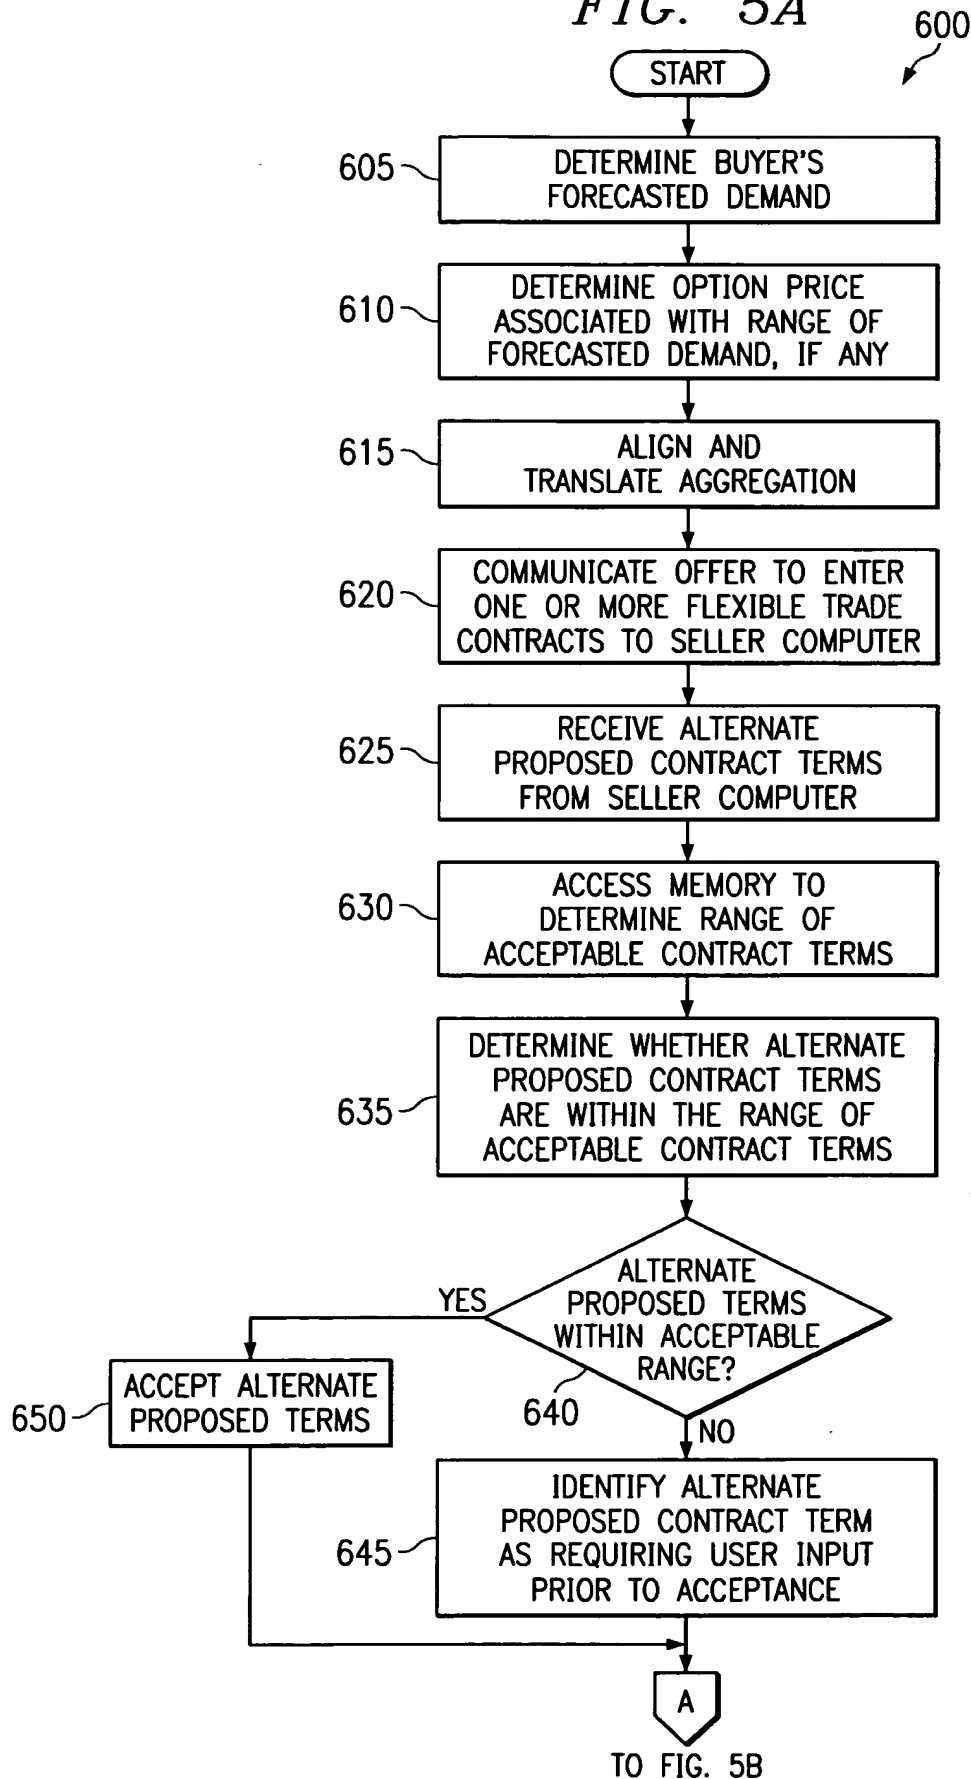 FIG. 5A
600
START
605
DETERMINE BUYER'S
FORECASTED DEMAND
610
DETERMINE OPTION PRICE
ASSOCIATED WITH RANGE OF
FORECASTED DEMAND, IF ANY
615
ALIGN AND
TRANSLATE AGGREGATION
620
COMMUNICATE OFFER TO ENTER
ONE OR MORE FLEXIBLE TRADE
CONTRACTS TO SELLER COMPUTER
625
RECEIVE ALTERNATE
PROPOSED CONTRACT TERMS
FROM SELLER COMPUTER
630
ACCESS MEMORY TO
DETERMINE RANGE OF
ACCEPTABLE CONTRACT TERMS
635
DETERMINE WHETHER ALTERNATE
PROPOSED CONTRACT TERMS
ARE WITHIN THE RANGE OF
ACCEPTABLE CONTRACT TERMS
ALTERNATE
PROPOSED TERMS
WITHIN ACCEPTABLE
RANGE?
640
YES
650
ACCEPT ALTERNATE
PROPOSED TERMS
NO
645
IDENTIFY ALTERNATE
PROPOSED CONTRACT TERM
AS REQUIRING USER INPUT
PRIOR TO ACCEPTANCE
A
TO FIG. 5B